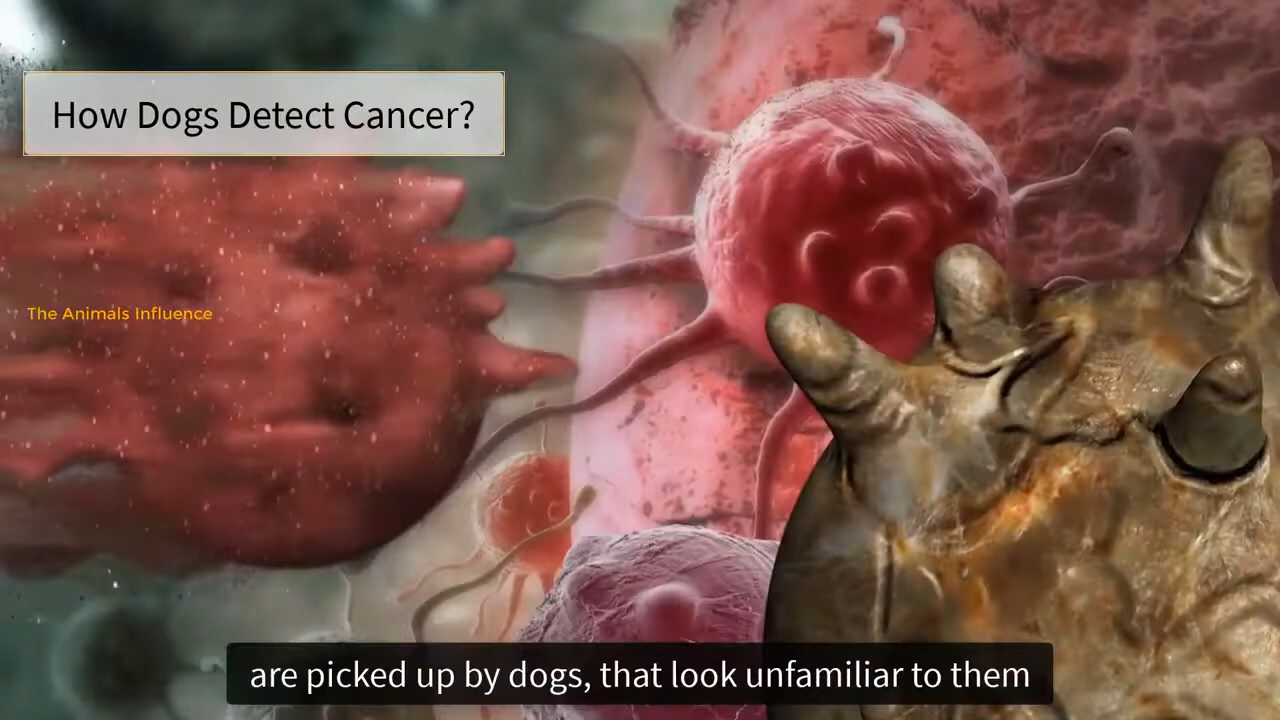 How Dogs Detect Cancer?
The Animals Influence
are picked up by dogs, that look unfamiliar to them